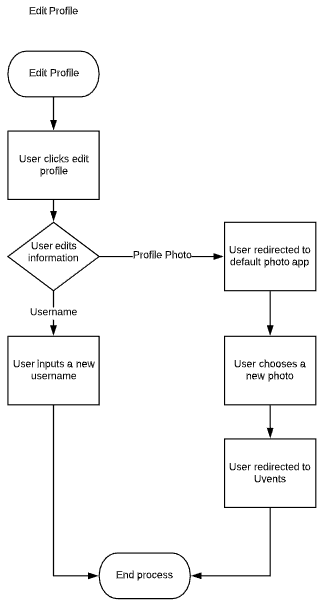 Edit Profile
Edit Profile
User clicks edit
profile
User edits
information
Profile Photo
User redirected to
default photo app
Username
User inputs a new
username
User chooses a
new photo
User redirected to
Uvents
End process